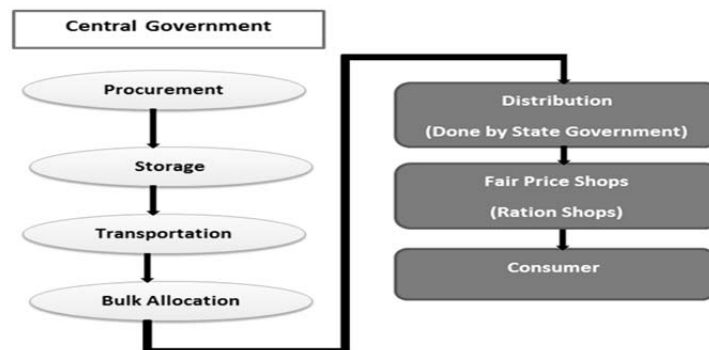 Central Government
Procurement
Storage
Transportation
Bulk Allocation
Distribution
(Done by State Government)
Fair Price Shops
(Ration Shops)
Consumer